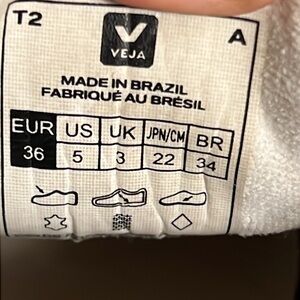 T2 A
VEJA
MADE IN BRAZIL
FABRIQUÉ AU BRÉSIL
EUR US UK JPN/CM BR
36 5 3 22 34